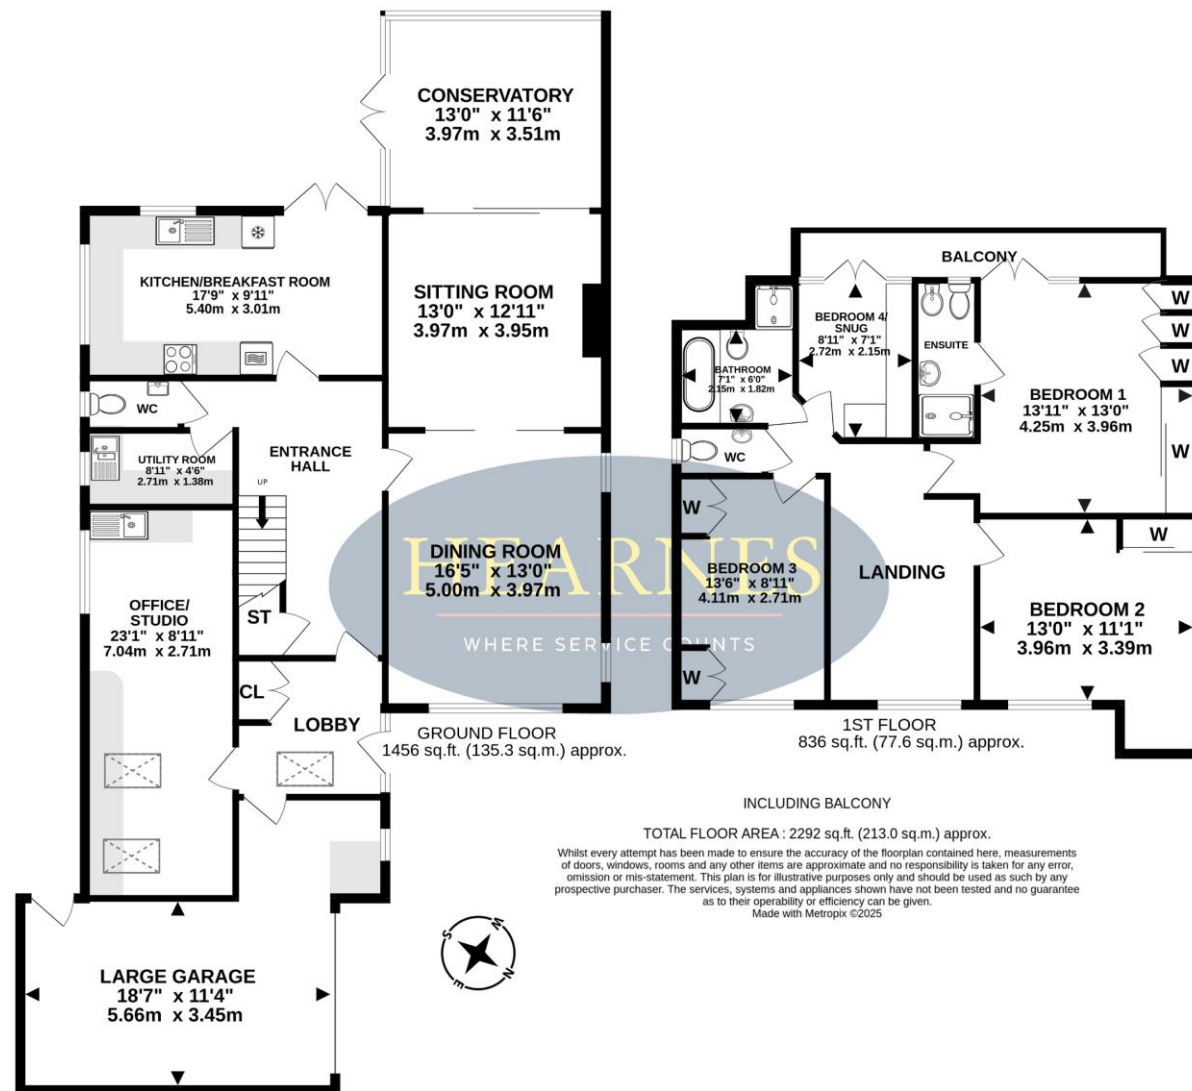 CONSERVATORY
13'0" x 11'6"
3.97m x 3.51m
KITCHEN/BREAKFAST ROOM
17'9" x 9'11"
5.40m x 3.01m
SITTING ROOM
13'0" x 12'11"
3.97m x 3.95m
WC
UTILITY ROOM
8'11" x 4'6"
2.71m x 1.38m
ENTRANCE
HALL
UP
OFFICE/
STUDIO
23'1" x 8'11"
7.04m x 2.71m
ST
DINING ROOM
16'5" x 13'0"
5.00m x 3.97m
CL
LOBBY
LARGE GARAGE
18'7" x 11'4"
5.66m x 3.45m
GROUND FLOOR
1456 sq.ft. (135.3 sq.m.) approx.
HEARNES
WHERE SERVICE COUNTS
BALCONY
BEDROOM 4/
SNUG
8'11" x 7'1"
2.72m x 2.15m
ENSUITE
BATHROOM
7'1" x 6'0"
2.15m x 1.82m
BEDROOM 1
13'11" x 13'0"
4.25m x 3.96m
W
W
W
W
WC
W
BEDROOM 3
13'6" x 8'11"
4.11m x 2.71m
W
LANDING
W
BEDROOM 2
13'0" x 11'1"
3.96m x 3.39m
1ST FLOOR
836 sq.ft. (77.6 sq.m.) approx.
INCLUDING BALCONY
TOTAL FLOOR AREA : 2292 sq.ft. (213.0 sq.m.) approx.
Whilst every attempt has been made to ensure the accuracy of the floorplan contained here, measurements
of doors, windows, rooms and any other items are approximate and no responsibility is taken for any error,
omission or mis-statement. This plan is for illustrative purposes only and should be used as such by any
prospective purchaser. The services, systems and appliances shown have not been tested and no guarantee
as to their operability or efficiency can be given.
Made with Metropix ©2025
S
W
E
N